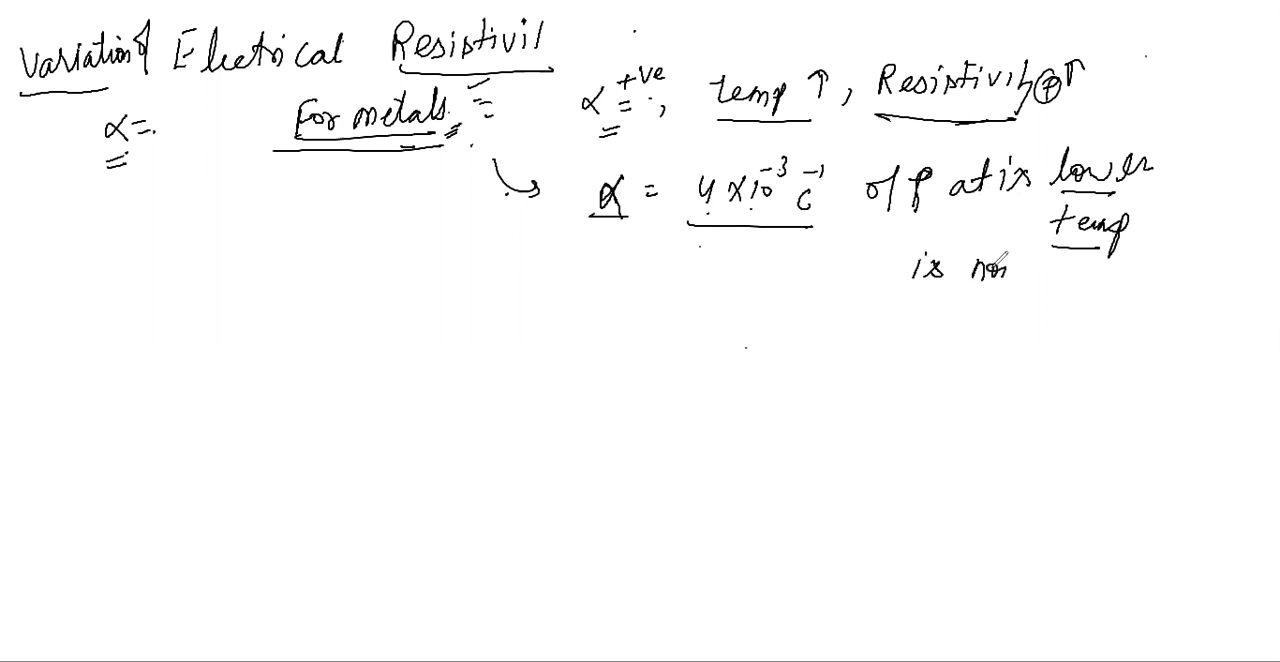 Variation of Electrical Resistivit
For metals = α = +ve, temp ↑, Resistivity ↑
α =
α = 4 × 10⁻³ C⁻¹ of ρ at is lower temp
is non